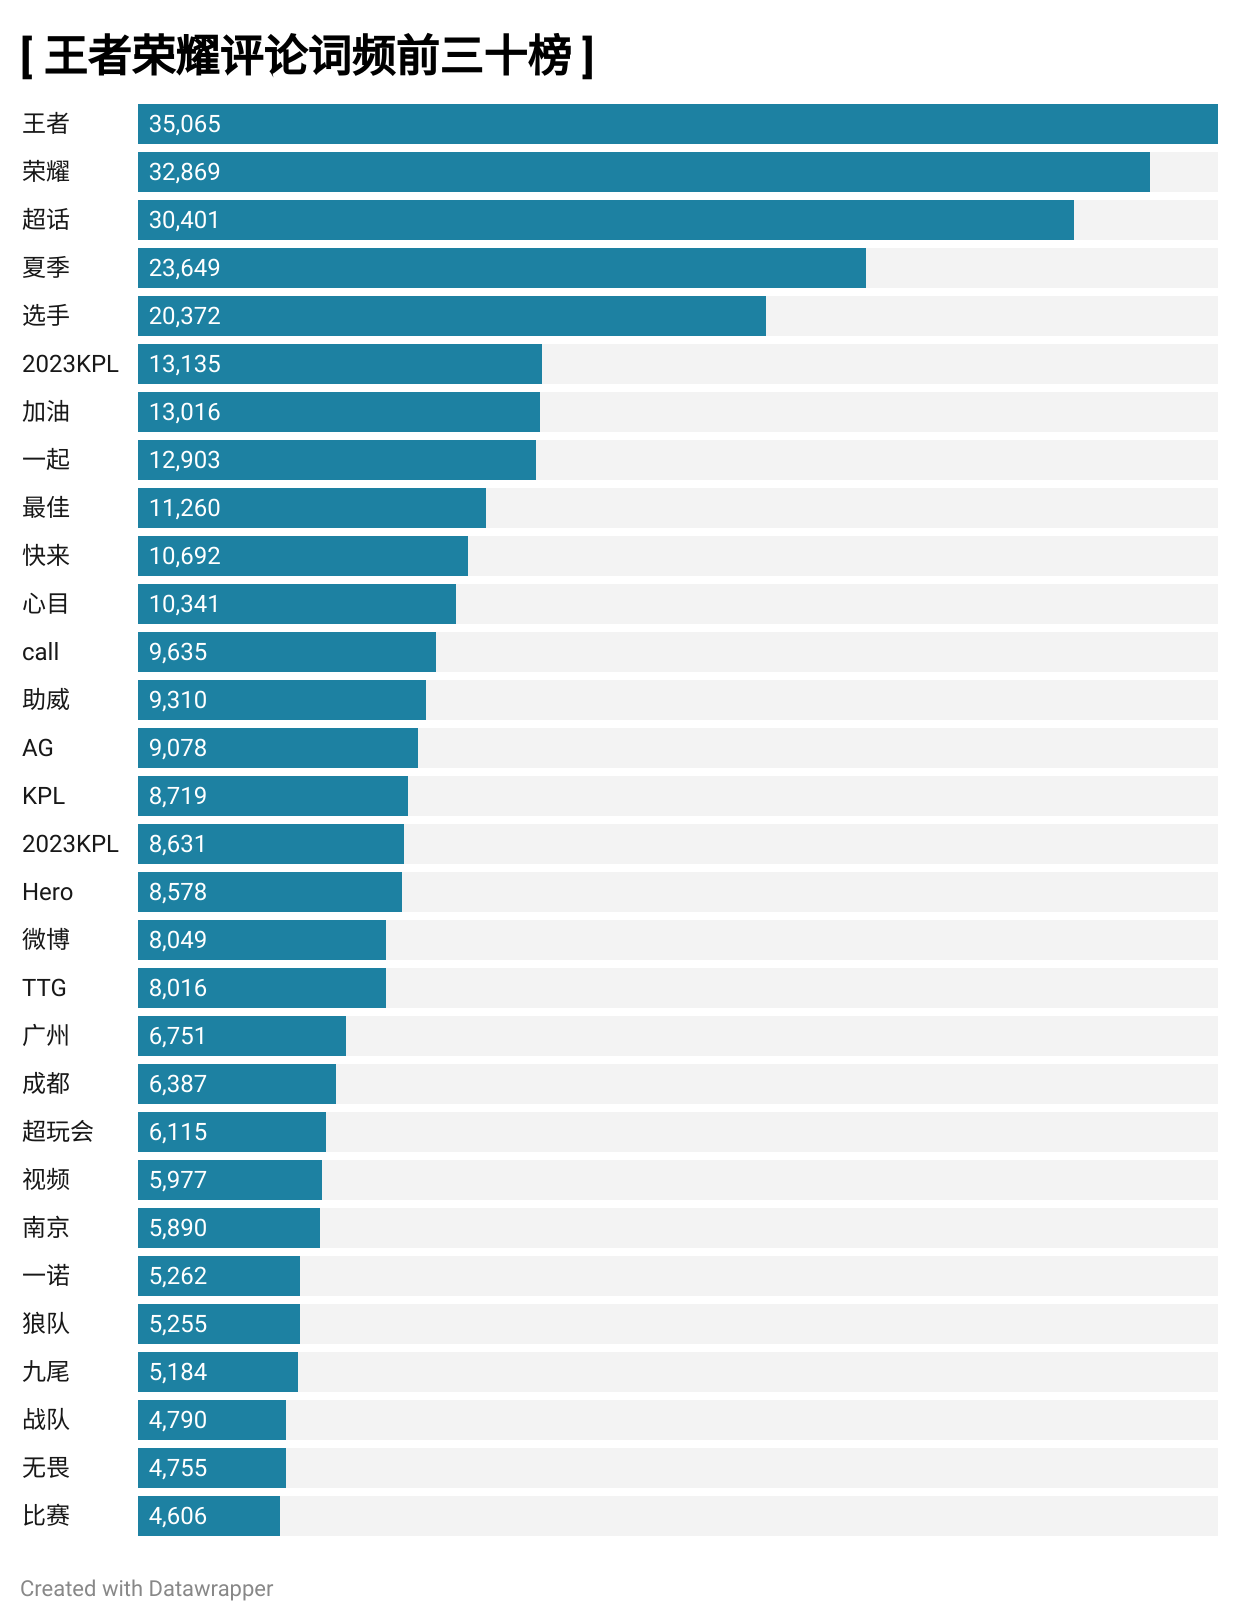 [ 王者荣耀评论词频前三十榜 ]
王者 35,065
荣耀 32,869
超话 30,401
夏季 23,649
选手 20,372
2023KPL 13,135
加油 13,016
一起 12,903
最佳 11,260
快来 10,692
心目 10,341
call 9,635
助威 9,310
AG 9,078
KPL 8,719
2023KPL 8,631
Hero 8,578
微博 8,049
TTG 8,016
广州 6,751
成都 6,387
超玩会 6,115
视频 5,977
南京 5,890
一诺 5,262
狼队 5,255
九尾 5,184
战队 4,790
无畏 4,755
比赛 4,606
Created with Datawrapper